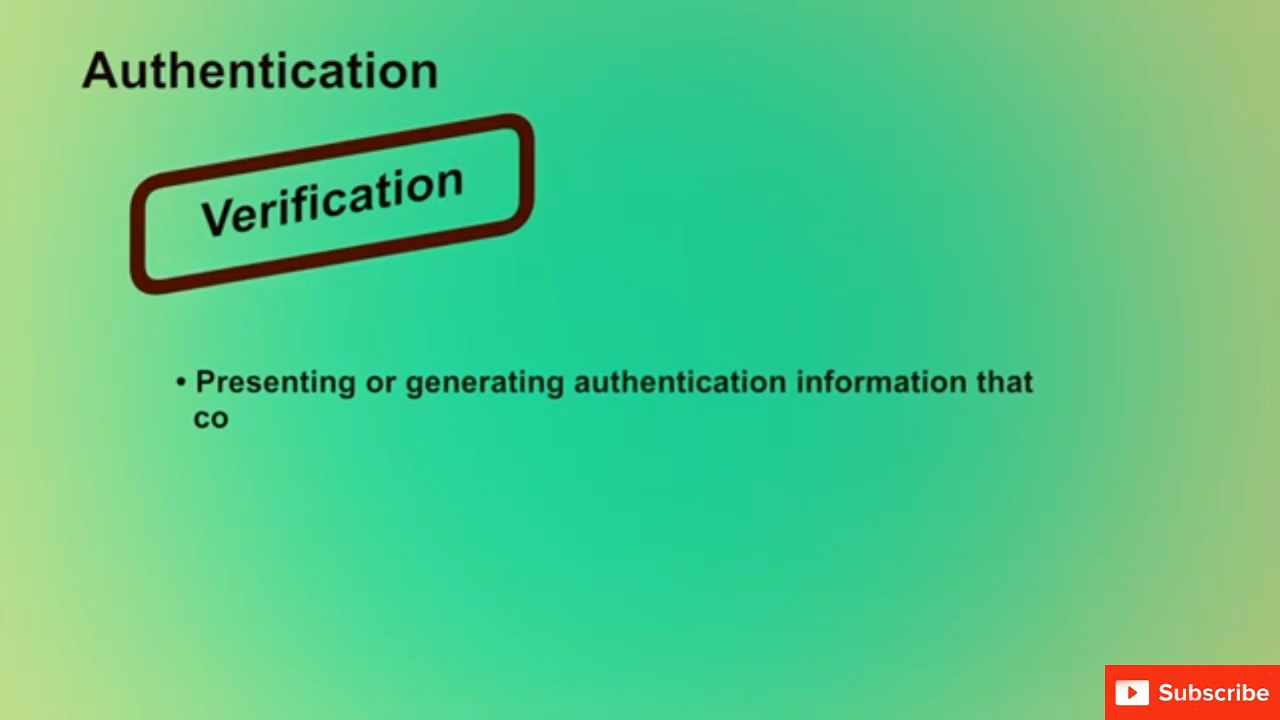 Authentication
Verification
• Presenting or generating authentication information that
co
Subscribe